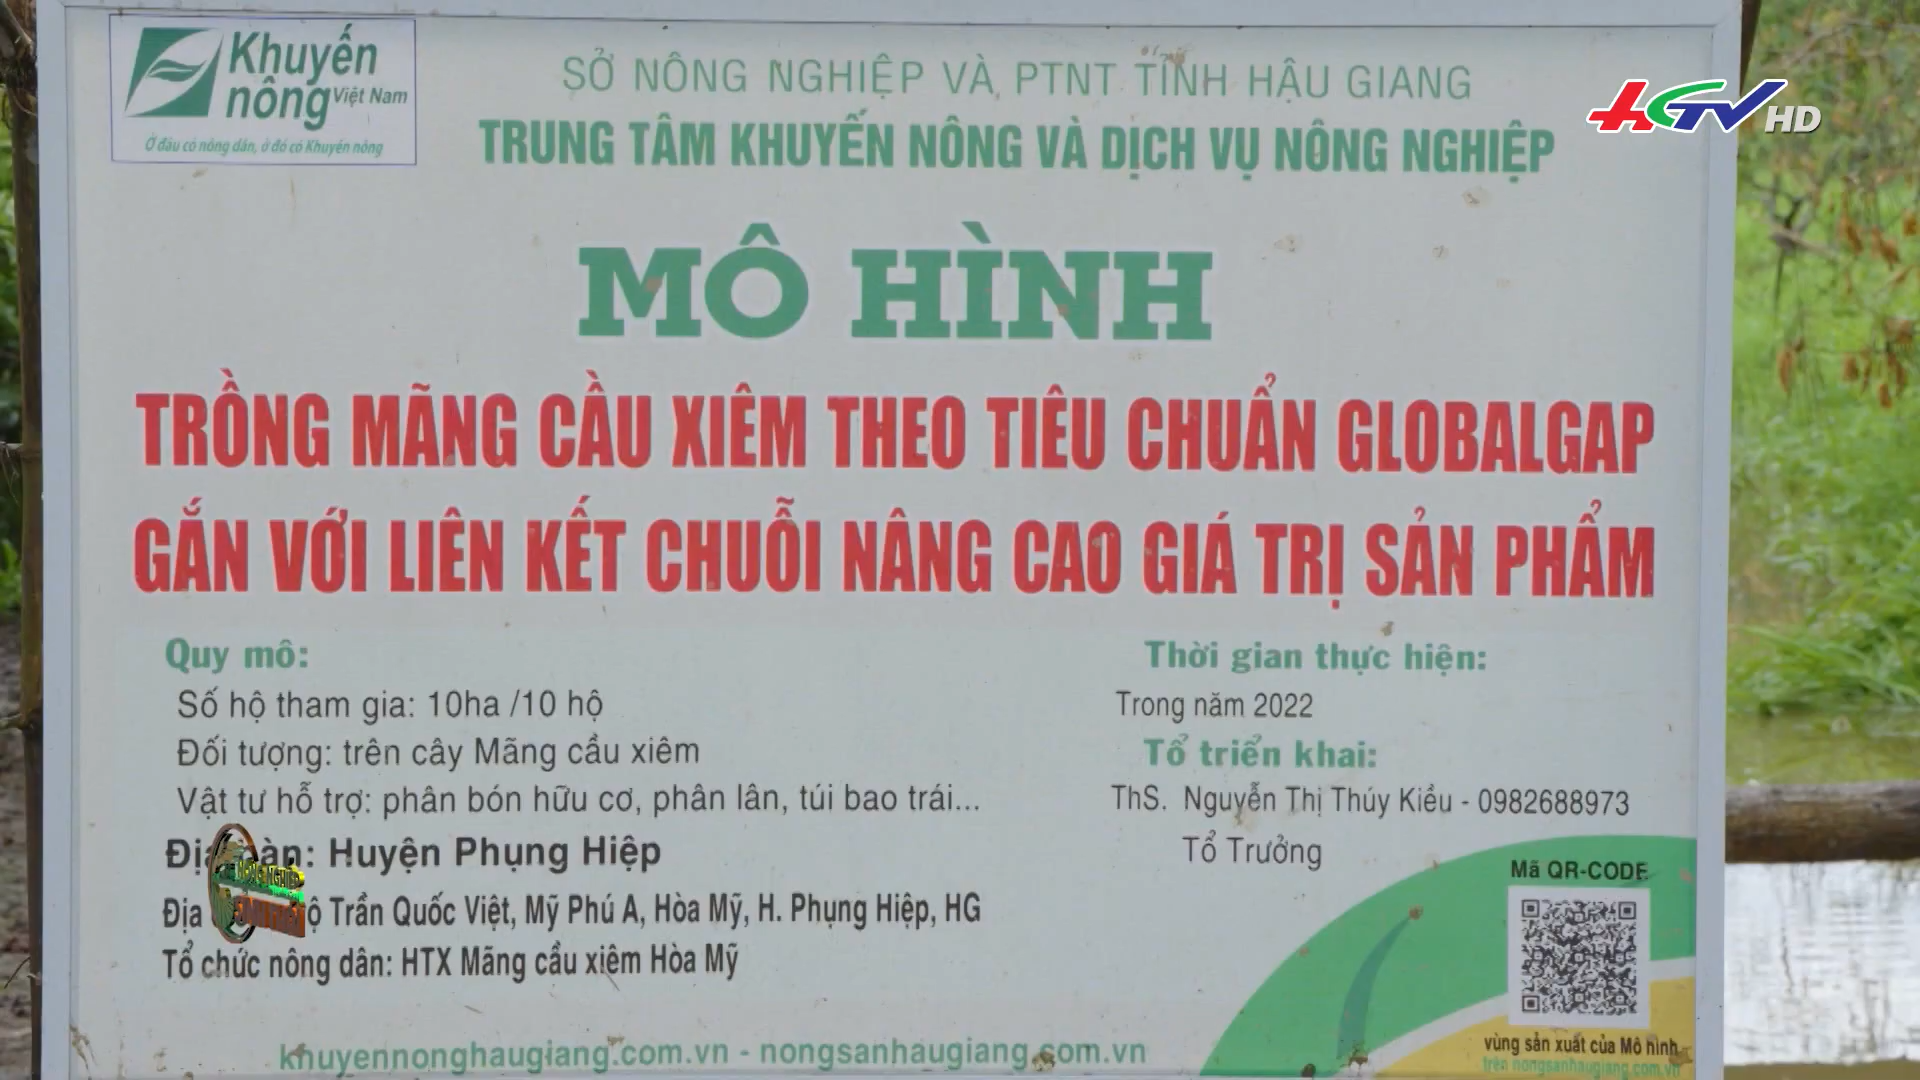 Khuyến nông Việt Nam
Ở đâu có nông dân, ở đó có Khuyến nông
SỞ NÔNG NGHIỆP VÀ PTNT TỈNH HẬU GIANG
TRUNG TÂM KHUYẾN NÔNG VÀ DỊCH VỤ NÔNG NGHIỆP
HGTV HD
MÔ HÌNH
TRỒNG MÃNG CẦU XIÊM THEO TIÊU CHUẨN GLOBALGAP
GẮN VỚI LIÊN KẾT CHUỖI NÂNG CAO GIÁ TRỊ SẢN PHẨM
Quy mô:
Số hộ tham gia: 10ha /10 hộ
Đối tượng: trên cây Mãng cầu xiêm
Vật tư hỗ trợ: phân bón hữu cơ, phân lân, túi bao trái...
Huyện Phụng Hiệp
Địa Trần Quốc Việt, Mỹ Phú A, Hòa Mỹ, H. Phụng Hiệp, HG
Tổ chức nông dân: HTX Mãng cầu xiêm Hòa Mỹ
Thời gian thực hiện:
Trong năm 2022
Tổ triển khai:
ThS. Nguyễn Thị Thúy Kiều - 0982688973
Tổ Trưởng
Mã QR-CODE
vùng sản xuất của Mô hình
trên nongsanhaugiang.com.vn
khuyennonghaugiang.com.vn - nongsanhaugiang.com.vn